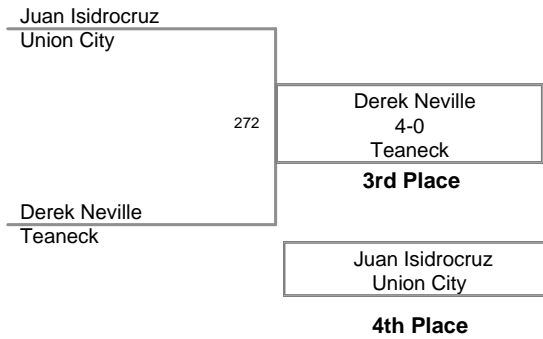 Juan Isidrocruz
Union City
272
Derek Neville
4-0
Teaneck
3rd Place
Derek Neville
Teaneck
Juan Isidrocruz
Union City
4th Place